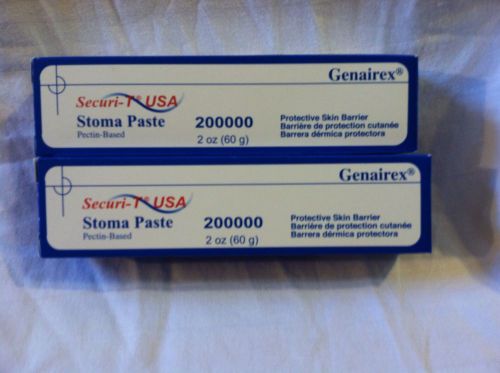 Genairex®
Securi-T® USA
Stoma Paste
Pectin-Based
200000
2 oz (60 g)
Protective Skin Barrier
Barrière de protection cutanée
Barrera dérmica protectora
Genairex®
Securi-T® USA
Stoma Paste
Pectin-Based
200000
2 oz (60 g)
Protective Skin Barrier
Barrière de protection cutanée
Barrera dérmica protectora